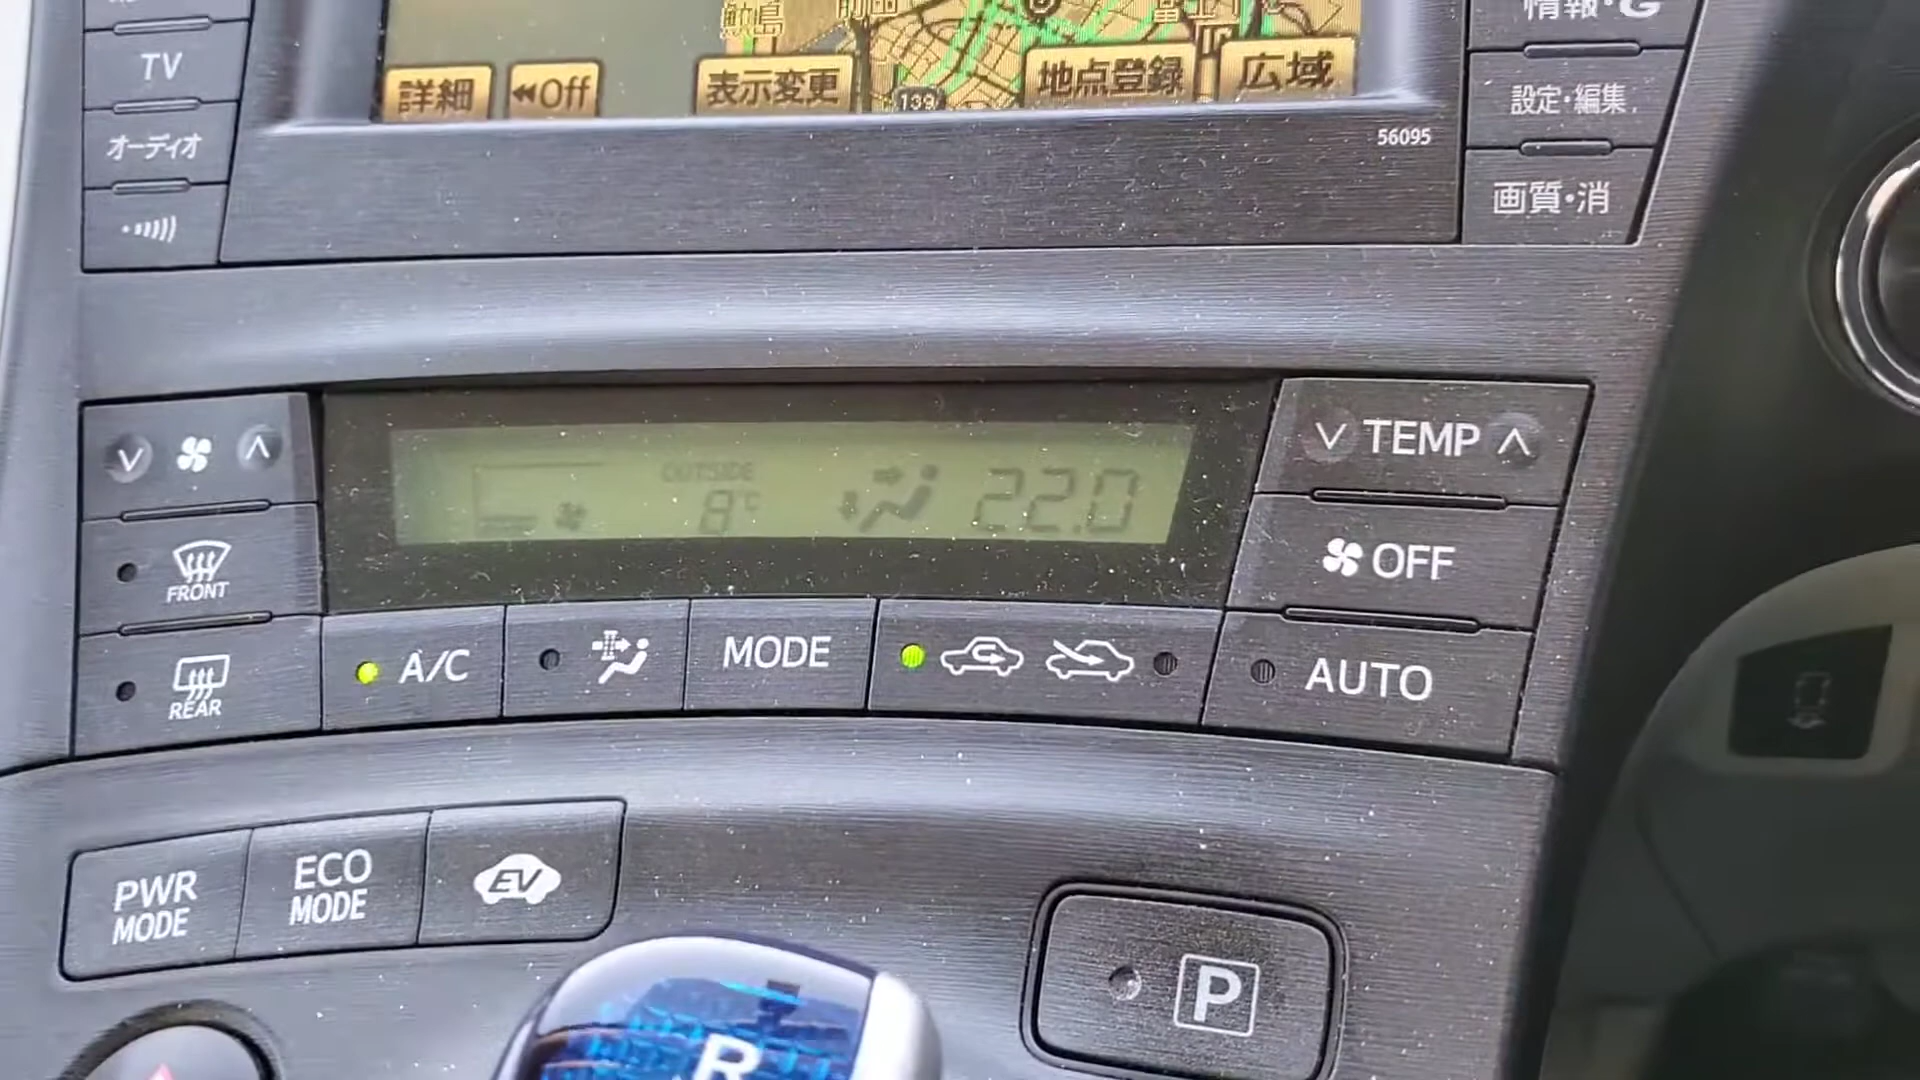 情報・G
TV
詳細
Off
表示変更
139
地点登録
広域
設定・編集
オーディオ
56095
画質・消
TEMP
OUTSIDE
8°C
22.0
OFF
FRONT
A/C
MODE
AUTO
REAR
PWR
MODE
ECO
MODE
EV
P
R